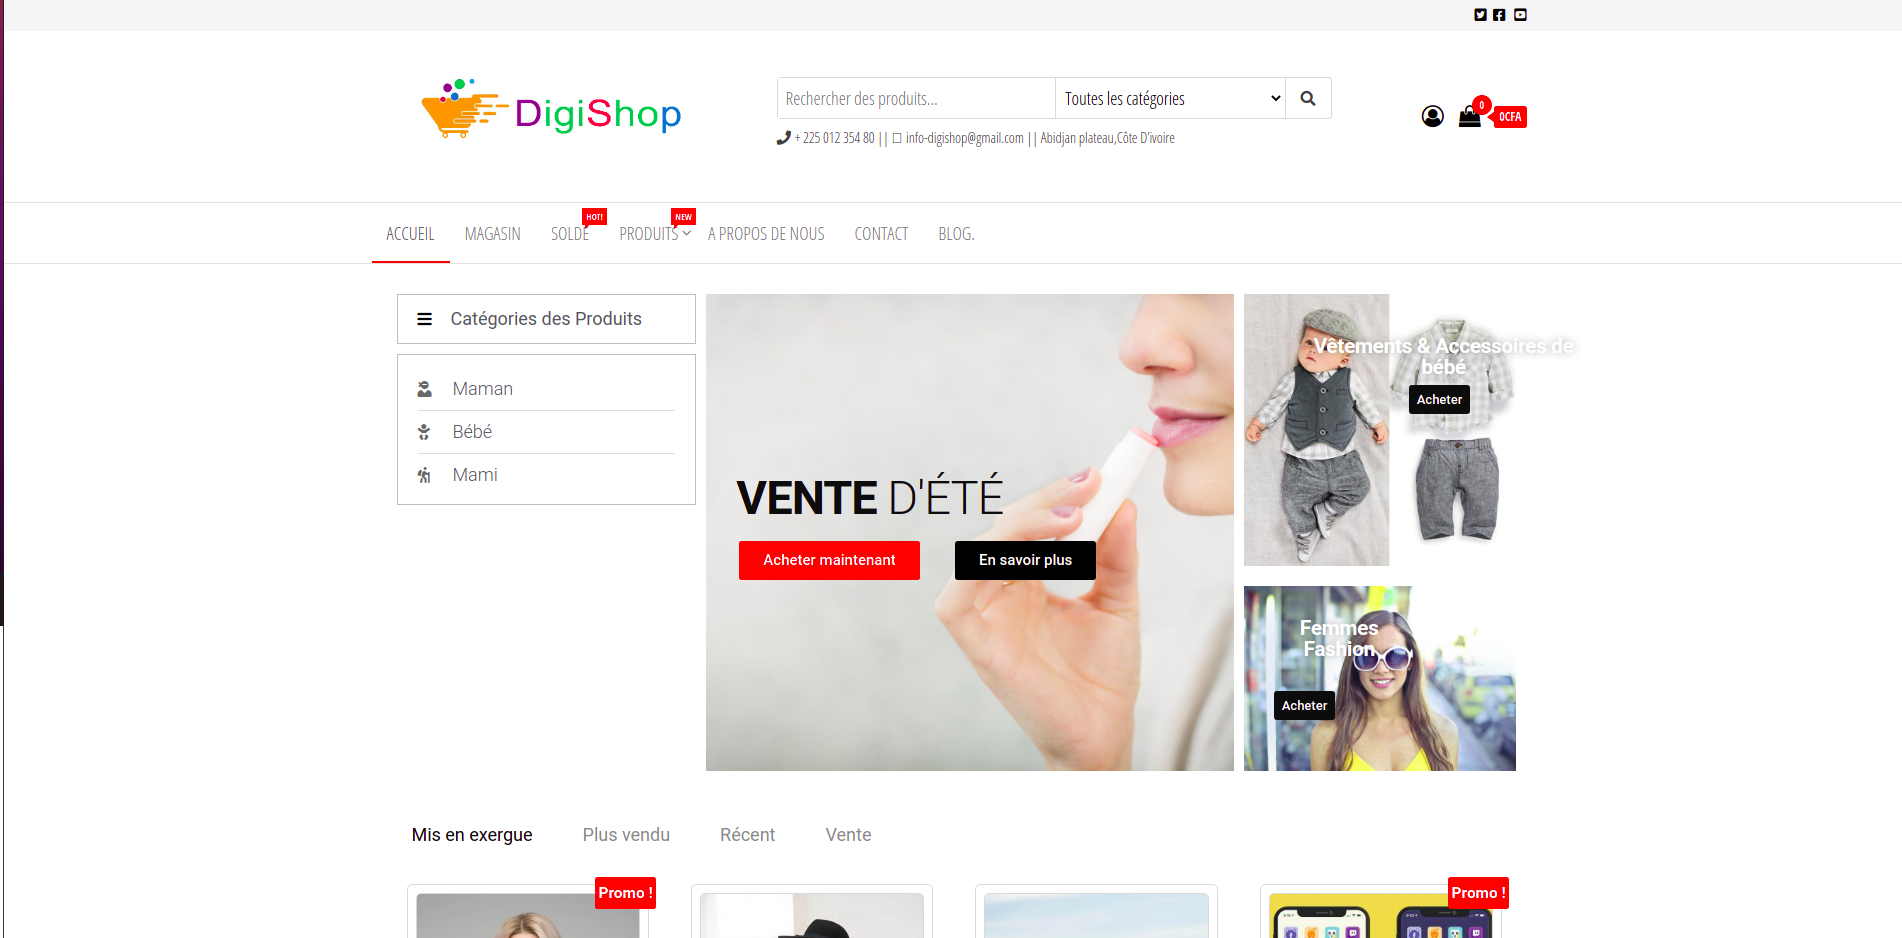 DigiShop
Rechercher des produits...
Toutes les catégories
0
0CFA
+ 225 012 354 80 || info-digishop@gmail.com || Abidjan plateau,Côte D'ivoire
HOT!
NEW
ACCUEIL MAGASIN SOLDE PRODUITS A PROPOS DE NOUS CONTACT BLOG.
Catégories des Produits
Maman
Bébé
Mami
VENTE D'ÉTÉ
Acheter maintenant
En savoir plus
Vêtements & Accessoires de
bébé
Acheter
Femmes
Fashion
Acheter
Mis en exergue Plus vendu Récent Vente
Promo !
Promo !